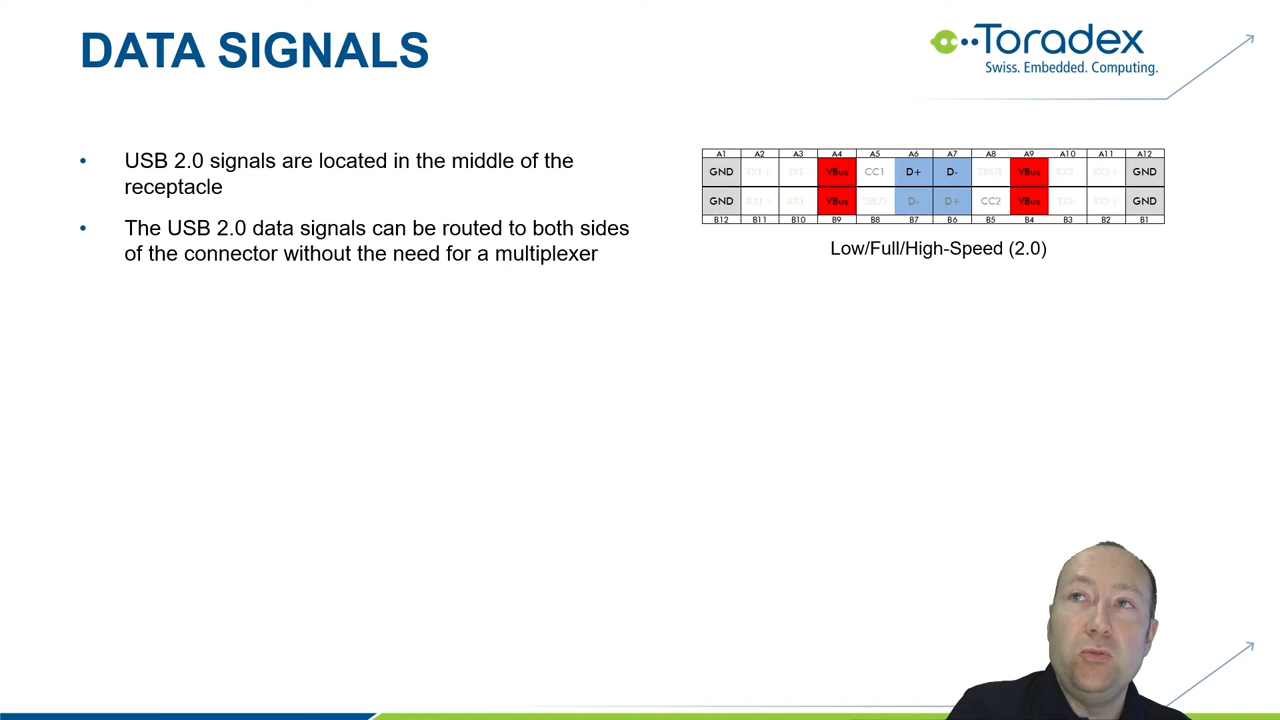 DATA SIGNALS
Toradex
Swiss. Embedded. Computing.
• USB 2.0 signals are located in the middle of the
receptacle
• The USB 2.0 data signals can be routed to both sides
of the connector without the need for a multiplexer
A1 A2 A3 A4 A5 A6 A7 A8 A9 A10 A11 A12
GND VBUS CC1 D+ D- SBU1 VBUS GND
GND VBUS SBU2 D- D+ CC2 VBUS GND
B12 B11 B10 B9 B8 B7 B6 B5 B4 B3 B2 B1
Low/Full/High-Speed (2.0)